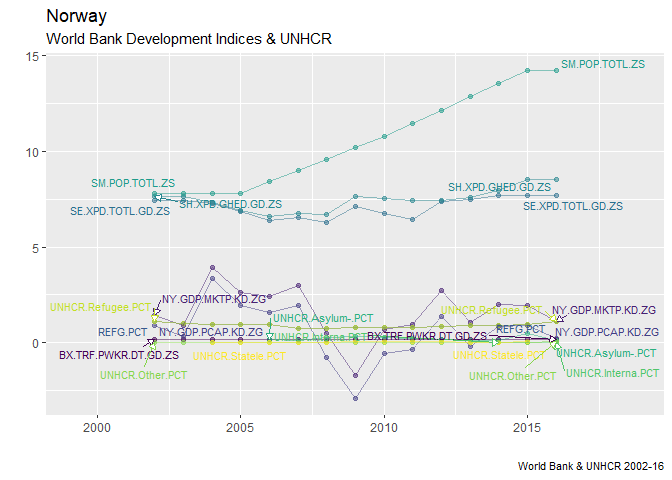 Norway
World Bank Development Indices & UNHCR
15
SM.POP.TOTL.ZS
10
SM.POP.TOTL.ZS
SH.XPD.GHED.GD.ZS
SE.XPD.TOTL.GD.ZS
SH.XPD.GHED.GD.ZS
SE.XPD.TOTL.GD.ZS
5
NY.GDP.MKTP.KD.ZG
UNHCR.Refugee.PCT
UNHCR.Refugee.PCT
NY.GDP.MKTP.KD.ZG
UNHCR.Asylum-.PCT
REFG.PCT
NY.GDP.PCAP.KD.ZG
UNHCR.Interna.PCT
BX.TRF.PWKR.DT.GD.ZS
REFG.PCT
NY.GDP.PCAP.KD.ZG
0
BX.TRF.PWKR.DT.GD.ZS
UNHCR.Statele.PCT
UNHCR.Statele.PCT
UNHCR.Asylum-.PCT
UNHCR.Other.PCT
UNHCR.Other.PCT
UNHCR.Interna.PCT
2000
2005
2010
2015
World Bank & UNHCR 2002-16